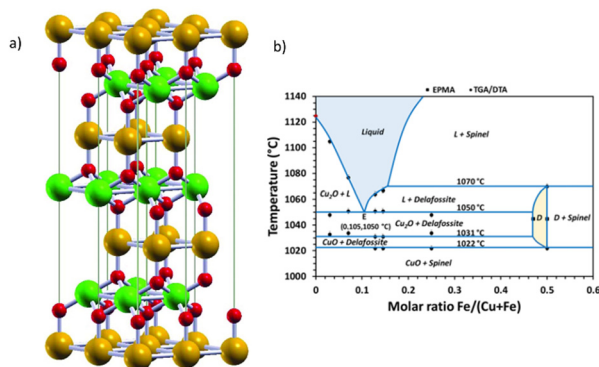 a)
b)
EPMA
TGA/DTA
1140
1120
1100
1080
1060
1040
1020
1000
Temperature (°C)
Liquid
L + Spinel
Cu₂O + L
1070 °C
L + Delafossite
1050 °C
E
(0.105,1050 °C)
Cu₂O + Delafossite
D
D + Spinel
1031 °C
CuO + Delafossite
1022 °C
CuO + Spinel
0.0 0.1 0.2 0.3 0.4 0.5 0.6
Molar ratio Fe/(Cu+Fe)